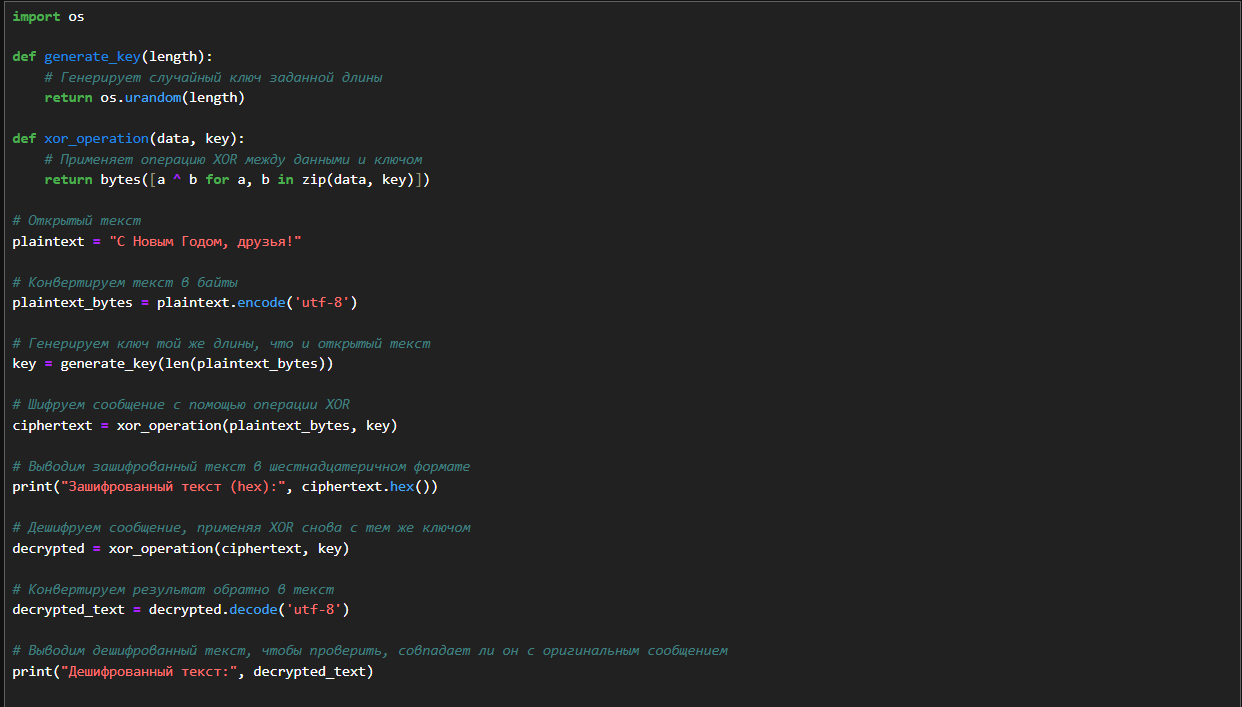 import os
def generate_key(length):
    # Генерирует случайный ключ заданной длины
    return os.urandom(length)
def xor_operation(data, key):
    # Применяет операцию XOR между данными и ключом
    return bytes([a ^ b for a, b in zip(data, key)])
# Открытый текст
plaintext = "С Новым Годом, друзья!"
# Конвертируем текст в байты
plaintext_bytes = plaintext.encode('utf-8')
# Генерируем ключ той же длины, что и открытый текст
key = generate_key(len(plaintext_bytes))
# Шифруем сообщение с помощью операции XOR
ciphertext = xor_operation(plaintext_bytes, key)
# Выводим зашифрованный текст в шестнадцатеричном формате
print("Зашифрованный текст (hex):", ciphertext.hex())
# Дешифруем сообщение, применяя XOR снова с тем же ключом
decrypted = xor_operation(ciphertext, key)
# Конвертируем результат обратно в текст
decrypted_text = decrypted.decode('utf-8')
# Выводим дешифрованный текст, чтобы проверить, совпадает ли он с оригинальным сообщением
print("Дешифрованный текст:", decrypted_text)